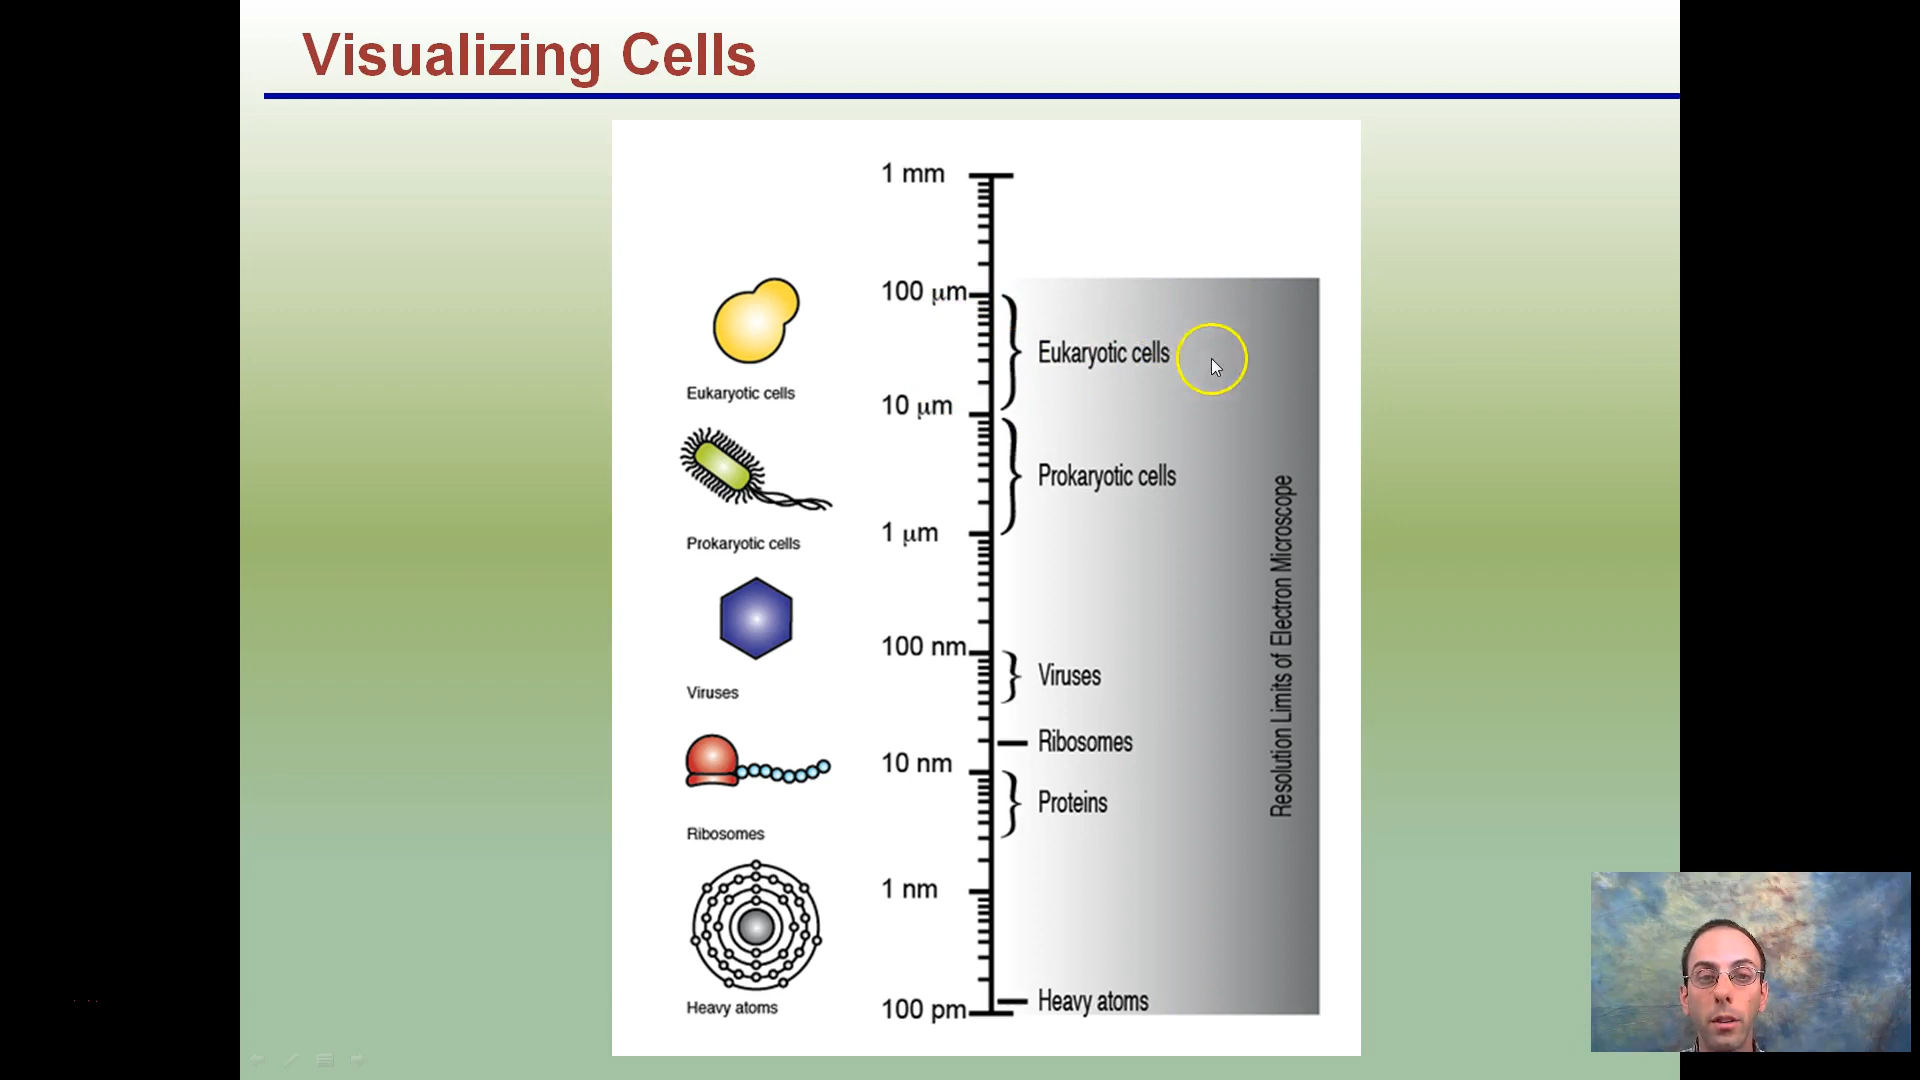 Visualizing Cells
1 mm
100 μm
Eukaryotic cells
Eukaryotic cells
10 μm
Prokaryotic cells
1 μm
Prokaryotic cells
Resolution Limits of Electron Microscope
100 nm
Viruses
Viruses
Ribosomes
10 nm
Proteins
Ribosomes
1 nm
Heavy atoms
100 pm
Heavy atoms